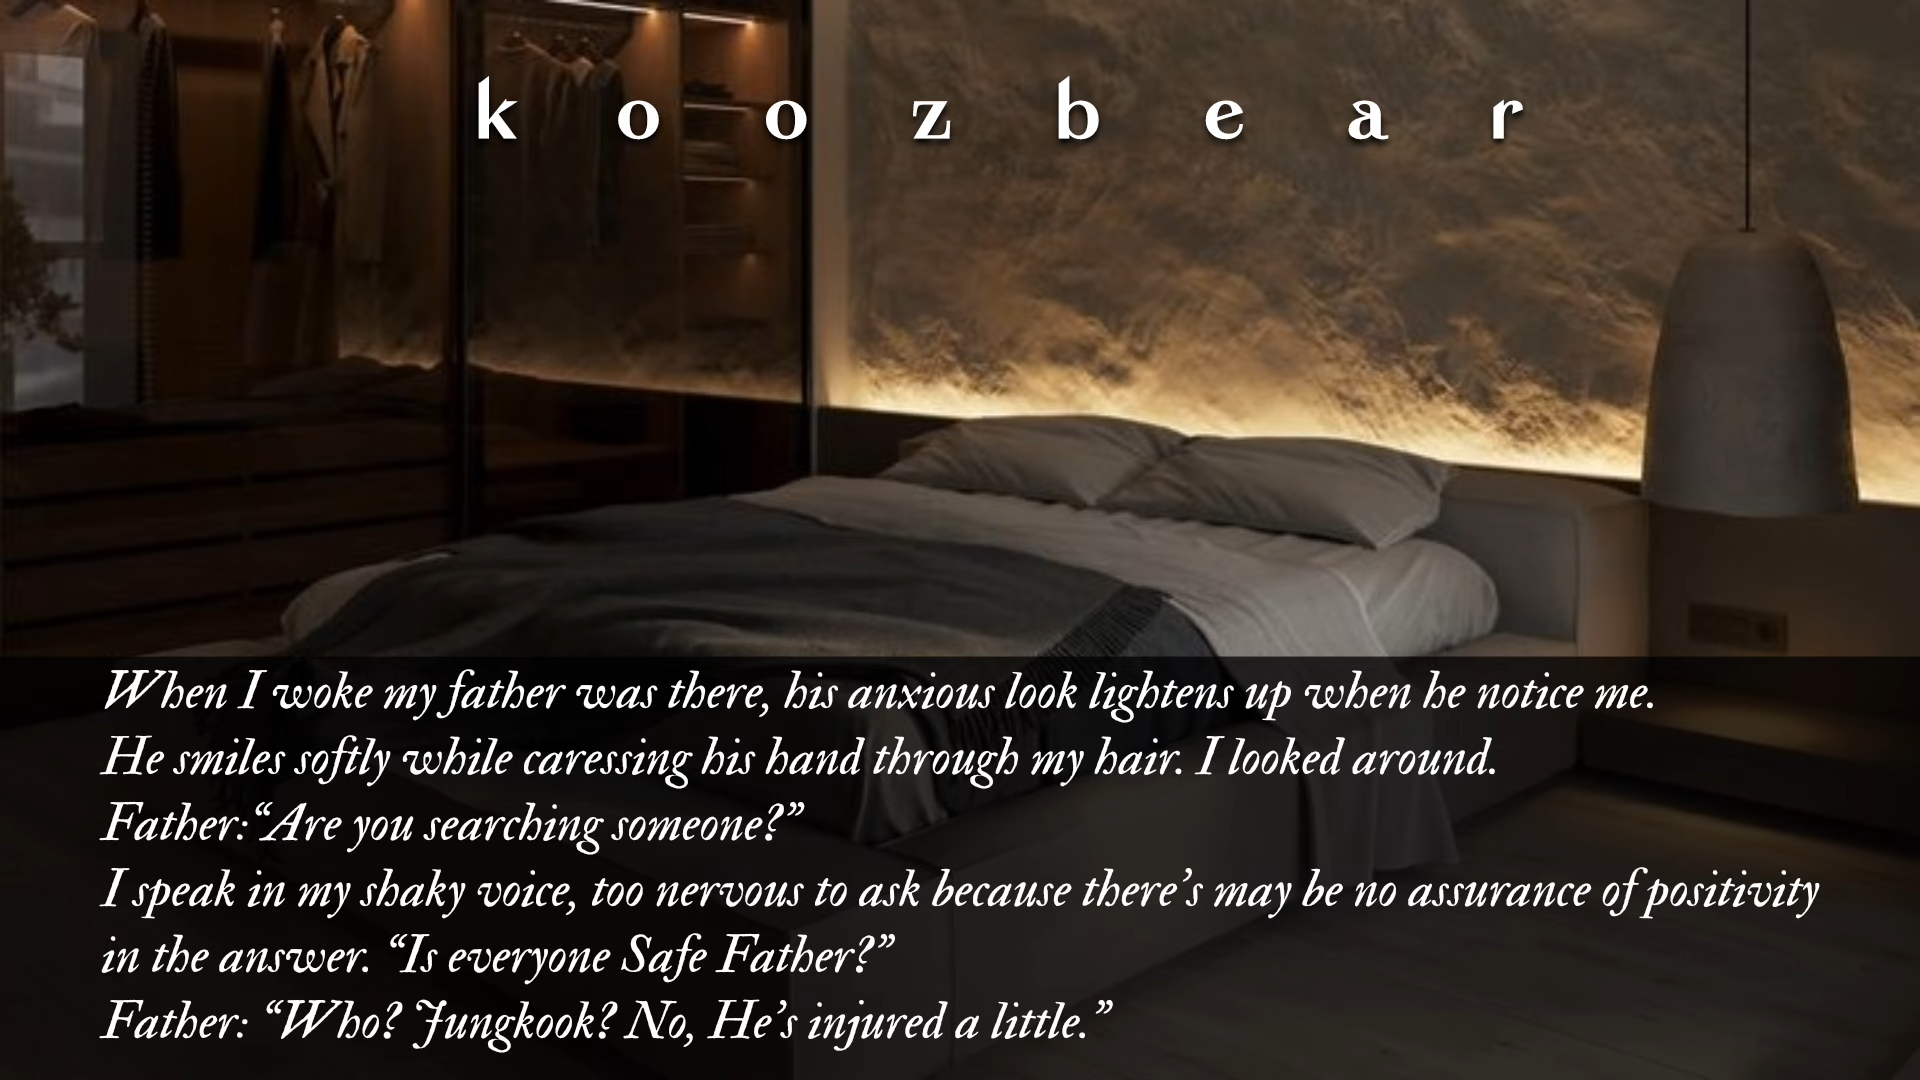 k o o z b e a r
When I woke my father was there, his anxious look lightens up when he notice me.
He smiles softly while caressing his hand through my hair. I looked around.
Father:“Are you searching someone?”
I speak in my shaky voice, too nervous to ask because there’s may be no assurance of positivity
in the answer. “Is everyone Safe Father?”
Father: “Who? Jungkook? No, He’s injured a little.”